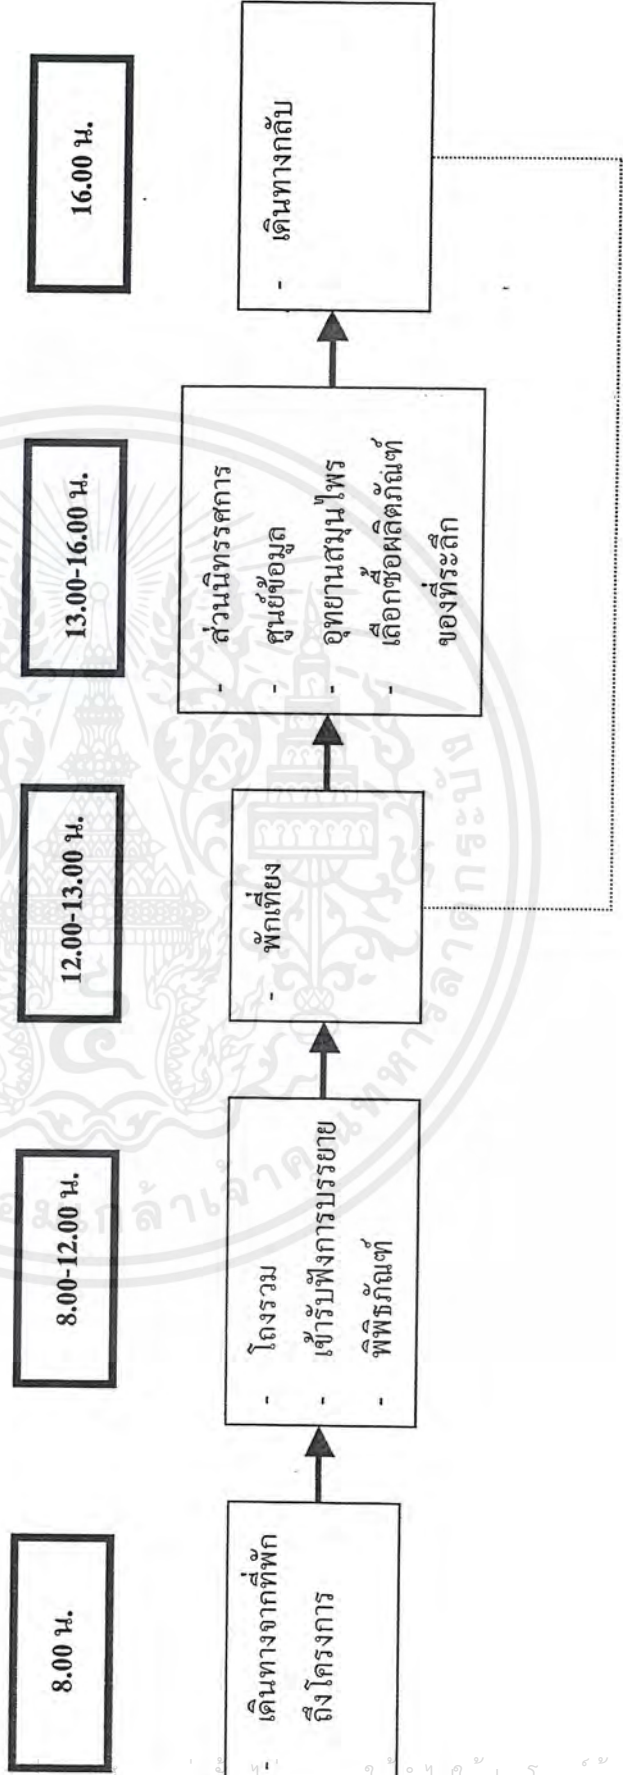 8.00 น.
8.00-12.00 น.
12.00-13.00 น.
13.00-16.00 น.
16.00 น.
- เดินทางจากที่พัก
ถึงโครงการ
- โถงรวม
- เข้ารับฟังการบรรยาย
- พิพิธภัณฑ์
- พักเที่ยง
- ส่วนนิทรรศการ
- ศูนย์ข้อมูล
- อุทยานสมุนไพร
- เลือกซื้อผลิตภัณฑ์
ของที่ระลึก
- เดินทางกลับ